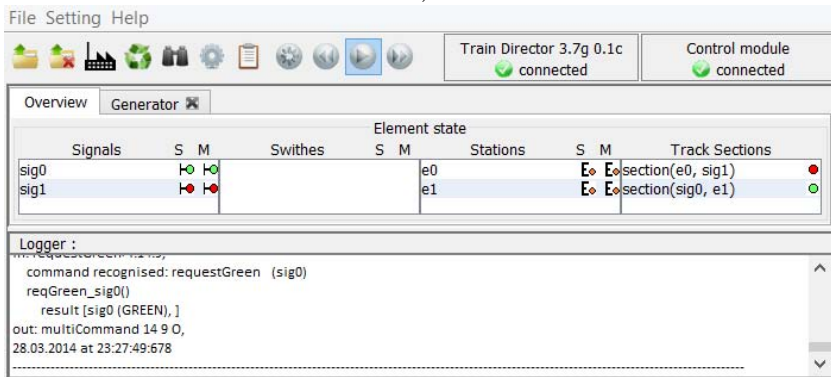 File Setting Help
Train Director 3.7g 0.1c
connected
Control module
connected
Overview Generator
Element state
Signals S M Swithes S M Stations S M Track Sections
sig0 e0 section(e0, sig1)
sig1 e1 section(sig0, e1)
Logger :
command recognised: requestGreen (sig0)
reqGreen_sig0()
result [sig0 (GREEN), ]
out: multiCommand 14 9 O,
28.03.2014 at 23:27:49:678